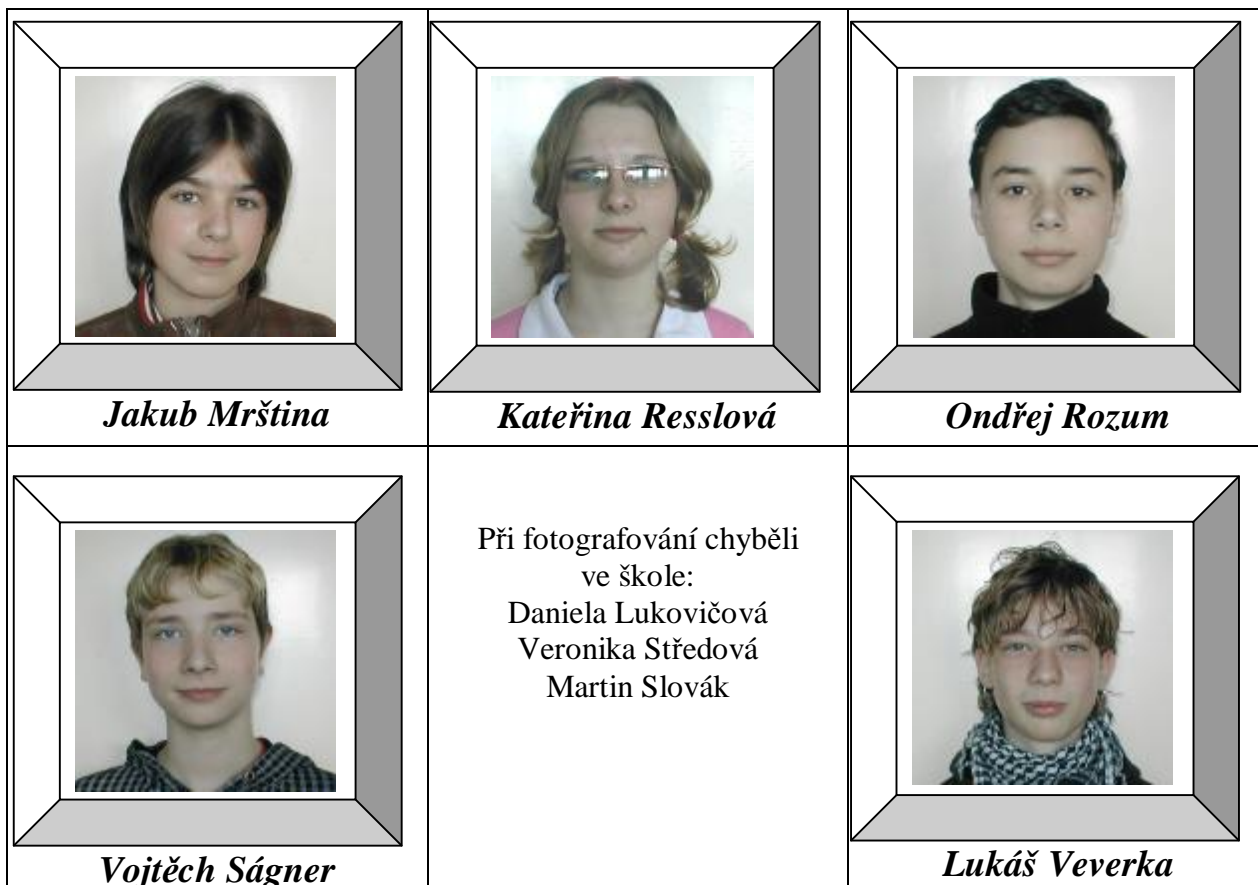 Jakub Mrština
Kateřina Resslová
Ondřej Rozum
Při fotografování chyběli
ve škole:
Daniela Lukovičová
Veronika Středová
Martin Slovák
Vojtěch Ságner
Lukáš Veverka